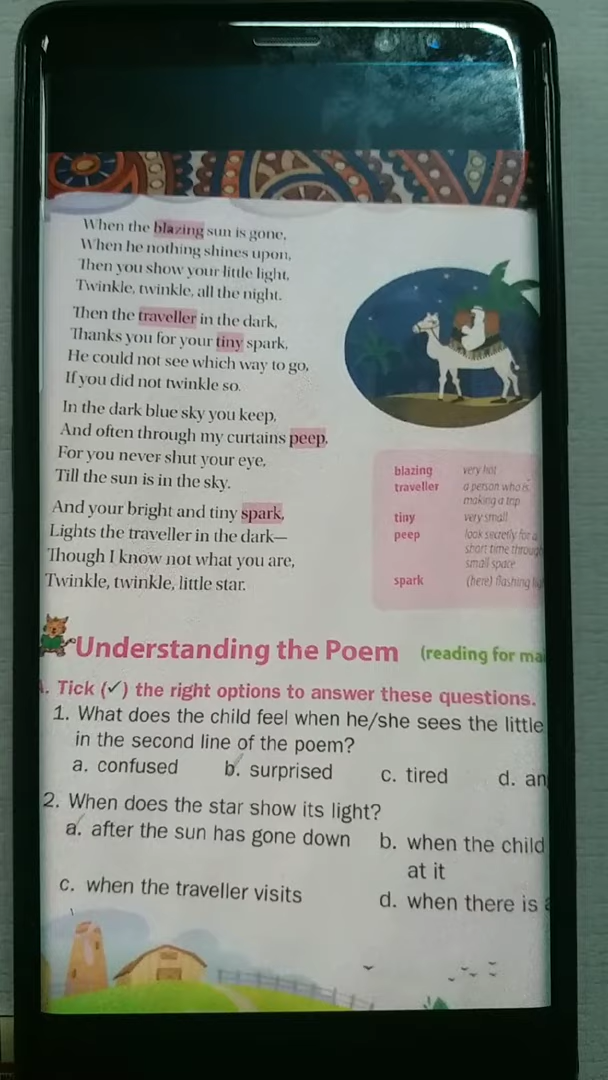 When the blazing sun is gone,
When he nothing shines upon,
Then you show your little light,
Twinkle, twinkle, all the night.
Then the traveller in the dark,
Thanks you for your tiny spark,
He could not see which way to go,
If you did not twinkle so.
In the dark blue sky you keep,
And often through my curtains peep,
For you never shut your eye,
Till the sun is in the sky.
And your bright and tiny spark,
Lights the traveller in the dark—
Though I know not what you are,
Twinkle, twinkle, little star.
blazing very hot
traveller a person who is
making a trip
tiny very small
peep look secretly for a
short time through
small space
spark (here) flashing
Understanding the Poem (reading for
A. Tick (✓) the right options to answer these questions.
1. What does the child feel when he/she sees the little
in the second line of the poem?
a. confused b. surprised c. tired d.
2. When does the star show its light?
a. after the sun has gone down b. when the child
at it
c. when the traveller visits d. when there is